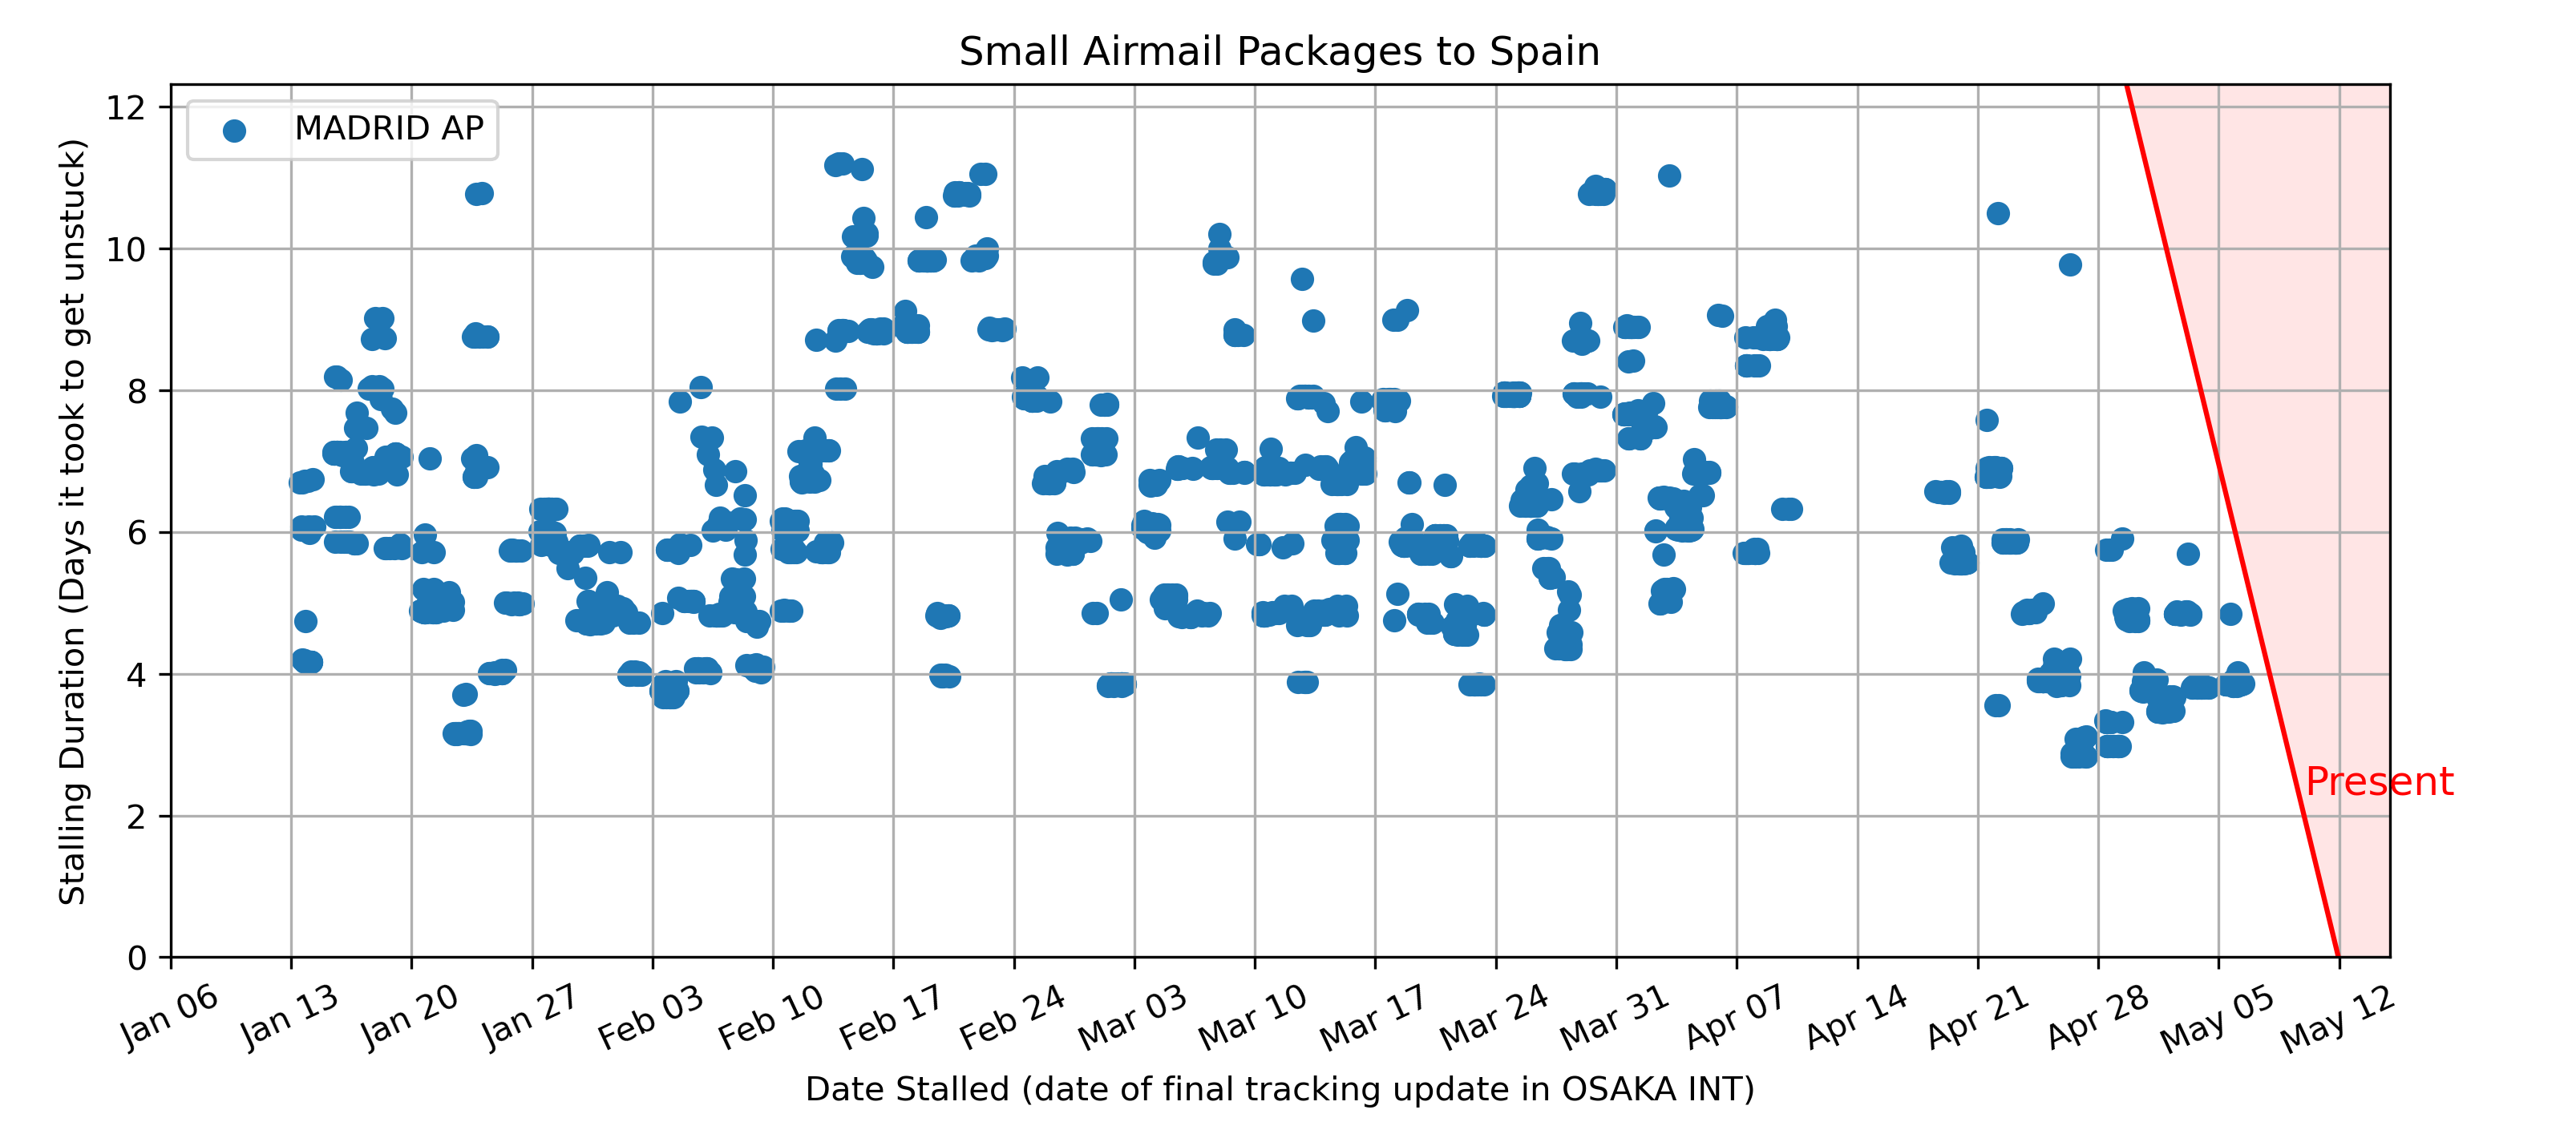 Small Airmail Packages to Spain
MADRID AP
12
10
8
6
4
2
0
Stalling Duration (Days it took to get unstuck)
Present
Jan 06 Jan 13 Jan 20 Jan 27 Feb 03 Feb 10 Feb 17 Feb 24 Mar 03 Mar 10 Mar 17 Mar 24 Mar 31 Apr 07 Apr 14 Apr 21 Apr 28 May 05 May 12
Date Stalled (date of final tracking update in OSAKA INT)